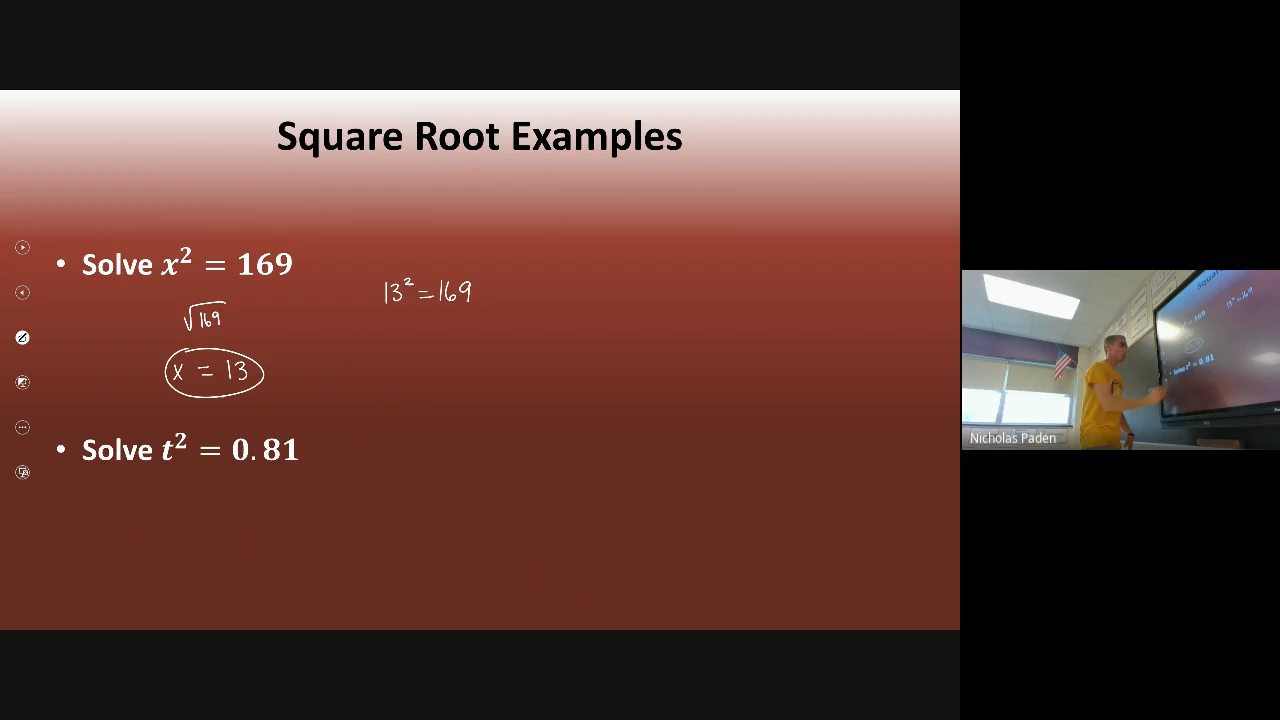 Square Root Examples
• Solve x² = 169
13² = 169
√169
x = 13
• Solve t² = 0.81
Nicholas Paden